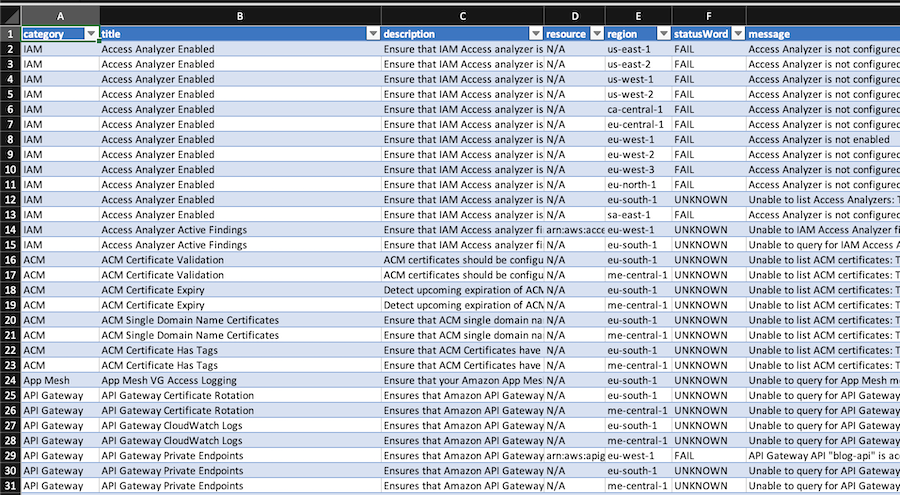 A B C D E F
1 category title description resource region statusWord message
2 IAM Access Analyzer Enabled Ensure that IAM Access analyzer is N/A us-east-1 FAIL Access Analyzer is not configured
3 IAM Access Analyzer Enabled Ensure that IAM Access analyzer is N/A us-east-2 FAIL Access Analyzer is not configured
4 IAM Access Analyzer Enabled Ensure that IAM Access analyzer is N/A us-west-1 FAIL Access Analyzer is not configured
5 IAM Access Analyzer Enabled Ensure that IAM Access analyzer is N/A us-west-2 FAIL Access Analyzer is not configured
6 IAM Access Analyzer Enabled Ensure that IAM Access analyzer is N/A ca-central-1 FAIL Access Analyzer is not configured
7 IAM Access Analyzer Enabled Ensure that IAM Access analyzer is N/A eu-central-1 FAIL Access Analyzer is not configured
8 IAM Access Analyzer Enabled Ensure that IAM Access analyzer is N/A eu-west-1 FAIL Access Analyzer is not enabled
9 IAM Access Analyzer Enabled Ensure that IAM Access analyzer is N/A eu-west-2 FAIL Access Analyzer is not configured
10 IAM Access Analyzer Enabled Ensure that IAM Access analyzer is N/A eu-west-3 FAIL Access Analyzer is not configured
11 IAM Access Analyzer Enabled Ensure that IAM Access analyzer is N/A eu-north-1 FAIL Access Analyzer is not configured
12 IAM Access Analyzer Enabled Ensure that IAM Access analyzer is N/A eu-south-1 UNKNOWN Unable to list Access Analyzers: T
13 IAM Access Analyzer Enabled Ensure that IAM Access analyzer is N/A sa-east-1 FAIL Access Analyzer is not configured
14 IAM Access Analyzer Active Findings Ensure that IAM Access analyzer fi arn:aws:acce eu-west-1 UNKNOWN Unable to IAM Access Analyzer fi
15 IAM Access Analyzer Active Findings Ensure that IAM Access analyzer fi N/A eu-south-1 UNKNOWN Unable to query for IAM Access A
16 ACM ACM Certificate Validation ACM certificates should be configu N/A eu-south-1 UNKNOWN Unable to list ACM certificates: T
17 ACM ACM Certificate Validation ACM certificates should be configu N/A me-central-1 UNKNOWN Unable to list ACM certificates: T
18 ACM ACM Certificate Expiry Detect upcoming expiration of ACM N/A eu-south-1 UNKNOWN Unable to list ACM certificates: T
19 ACM ACM Certificate Expiry Detect upcoming expiration of ACM N/A me-central-1 UNKNOWN Unable to list ACM certificates: T
20 ACM ACM Single Domain Name Certificates Ensure that ACM single domain na N/A eu-south-1 UNKNOWN Unable to list ACM certificates: T
21 ACM ACM Single Domain Name Certificates Ensure that ACM single domain na N/A me-central-1 UNKNOWN Unable to list ACM certificates: T
22 ACM ACM Certificate Has Tags Ensure that ACM Certificates have N/A eu-south-1 UNKNOWN Unable to list ACM certificates: T
23 ACM ACM Certificate Has Tags Ensure that ACM Certificates have N/A me-central-1 UNKNOWN Unable to list ACM certificates: T
24 App Mesh App Mesh VG Access Logging Ensure that your Amazon App Mes N/A eu-south-1 UNKNOWN Unable to query for App Mesh m
25 API Gateway API Gateway Certificate Rotation Ensures that Amazon API Gateway N/A eu-south-1 UNKNOWN Unable to query for API Gateway
26 API Gateway API Gateway Certificate Rotation Ensures that Amazon API Gateway N/A me-central-1 UNKNOWN Unable to query for API Gateway
27 API Gateway API Gateway CloudWatch Logs Ensures that Amazon API Gateway N/A eu-south-1 UNKNOWN Unable to query for API Gateway
28 API Gateway API Gateway CloudWatch Logs Ensures that Amazon API Gateway N/A me-central-1 UNKNOWN Unable to query for API Gateway
29 API Gateway API Gateway Private Endpoints Ensures that Amazon API Gateway arn:aws:apig eu-west-1 FAIL API Gateway API "blog-api" is acc
30 API Gateway API Gateway Private Endpoints Ensures that Amazon API Gateway N/A eu-south-1 UNKNOWN Unable to query for API Gateway
31 API Gateway API Gateway Private Endpoints Ensures that Amazon API Gateway N/A me-central-1 UNKNOWN Unable to query for API Gateway